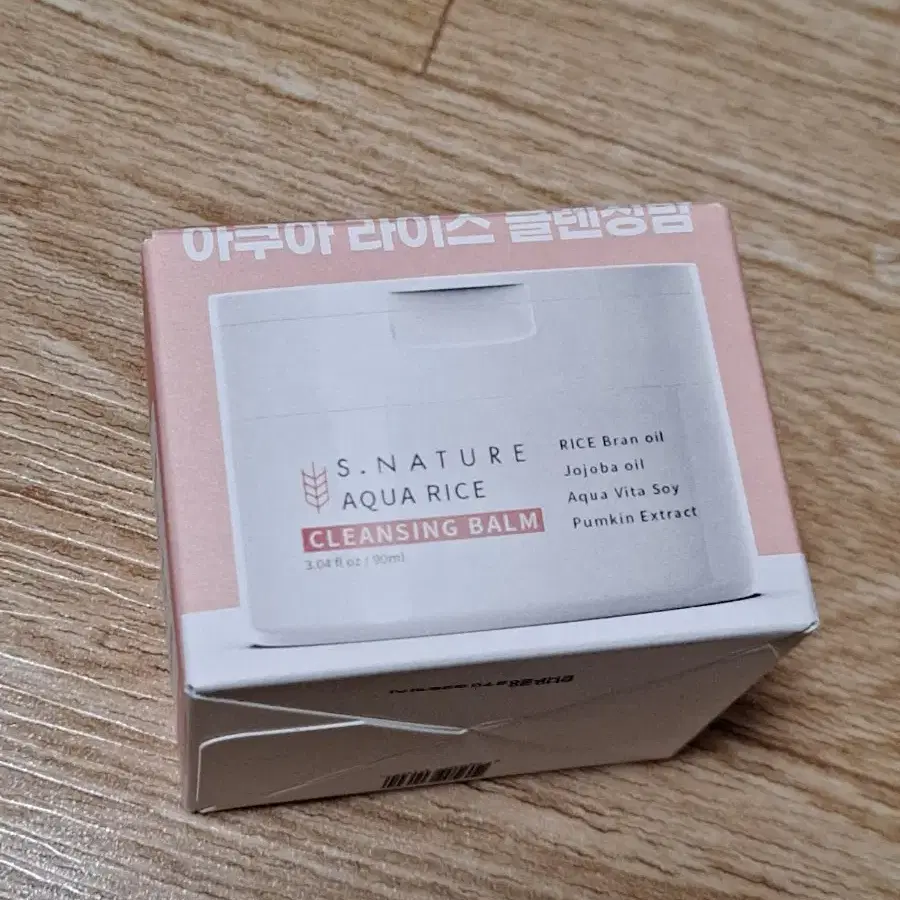 아쿠아 라이스 클렌징밤
S.NATURE
AQUA RICE
CLEANSING BALM
3.04 fl oz / 90ml
RICE Bran oil
Jojoba oil
Aqua Vita Soy
Pumkin Extract